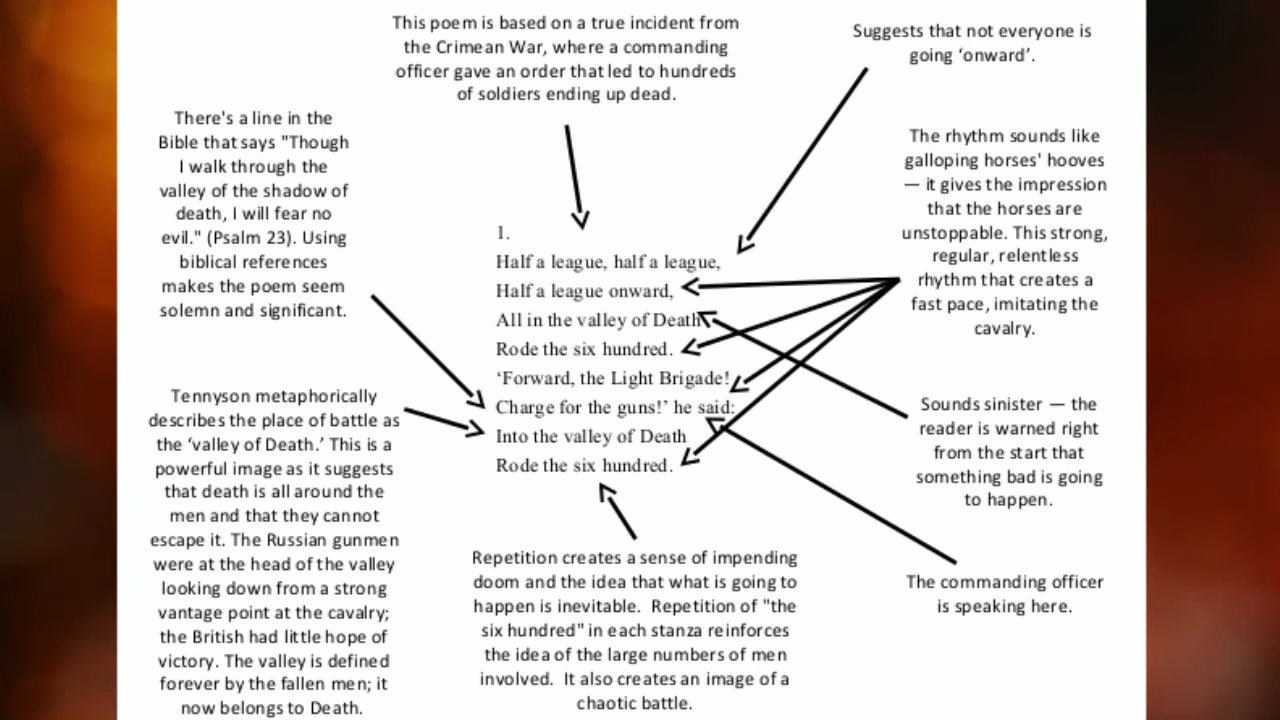 This poem is based on a true incident from
the Crimean War, where a commanding
officer gave an order that led to hundreds
of soldiers ending up dead.
Suggests that not everyone is
going ‘onward’.
There's a line in the
Bible that says "Though
I walk through the
valley of the shadow of
death, I will fear no
evil." (Psalm 23). Using
biblical references
makes the poem seem
solemn and significant.
The rhythm sounds like
galloping horses' hooves
— it gives the impression
that the horses are
unstoppable. This strong,
regular, relentless
rhythm that creates a
fast pace, imitating the
cavalry.
1.
Half a league, half a league,
Half a league onward,
All in the valley of Death
Rode the six hundred.
‘Forward, the Light Brigade!
Charge for the guns!’ he said:
Into the valley of Death
Rode the six hundred.
Tennyson metaphorically
describes the place of battle as
the ‘valley of Death.’ This is a
powerful image as it suggests
that death is all around the
men and that they cannot
escape it. The Russian gunmen
were at the head of the valley
looking down from a strong
vantage point at the cavalry;
the British had little hope of
victory. The valley is defined
forever by the fallen men; it
now belongs to Death.
Sounds sinister — the
reader is warned right
from the start that
something bad is going
to happen.
Repetition creates a sense of impending
doom and the idea that what is going to
happen is inevitable.  Repetition of "the
six hundred" in each stanza reinforces
the idea of the large numbers of men
involved.  It also creates an image of a
chaotic battle.
The commanding officer
is speaking here.